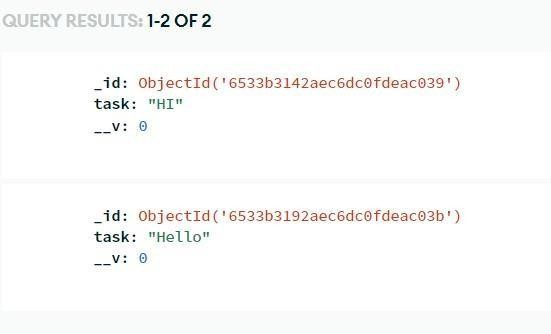 QUERY RESULTS: 1-2 OF 2
_id: ObjectId('6533b3142aec6dc0fdeac039')
task: "HI"
__v: 0
_id: ObjectId('6533b3192aec6dc0fdeac03b')
task: "Hello"
__v: 0